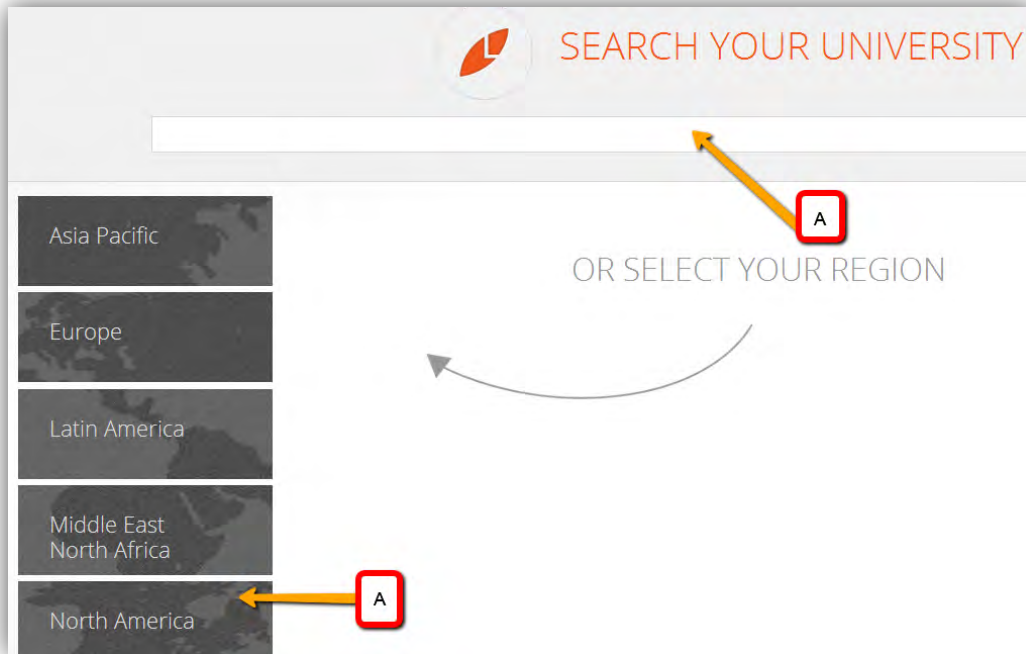 SEARCH YOUR UNIVERSITY
A
Asia Pacific
OR SELECT YOUR REGION
Europe
Latin America
Middle East
North Africa
A
North America